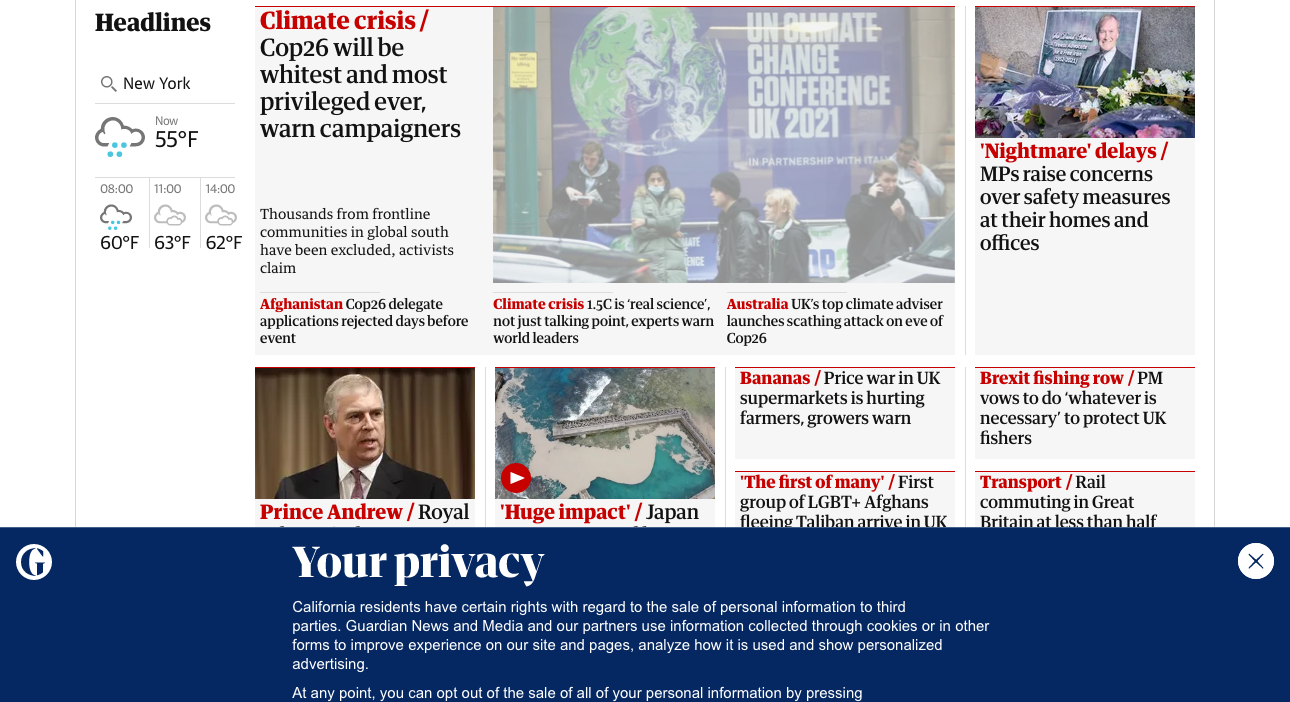 Headlines
New York
Now
55°F
08:00
11:00
14:00
60°F
63°F
62°F
Climate crisis /
Cop26 will be
whitest and most
privileged ever,
warn campaigners
Thousands from frontline
communities in global south
have been excluded, activists
claim
UN CLIMATE
CHANGE
CONFERENCE
UK 2021
IN PARTNERSHIP WITH ITALY
Afghanistan Cop26 delegate
applications rejected days before
event
Climate crisis 1.5C is ‘real science’,
not just talking point, experts warn
world leaders
Australia UK’s top climate adviser
launches scathing attack on eve of
Cop26
'Nightmare' delays /
MPs raise concerns
over safety measures
at their homes and
offices
Prince Andrew / Royal
'Huge impact' / Japan
Bananas / Price war in UK
supermarkets is hurting
farmers, growers warn
'The first of many' / First
group of LGBT+ Afghans
fleeing Taliban arrive in UK
Brexit fishing row / PM
vows to do ‘whatever is
necessary’ to protect UK
fishers
Transport / Rail
commuting in Great
Britain at less than half
Your privacy
California residents have certain rights with regard to the sale of personal information to third
parties. Guardian News and Media and our partners use information collected through cookies or in other
forms to improve experience on our site and pages, analyze how it is used and show personalized
advertising.
At any point, you can opt out of the sale of all of your personal information by pressing